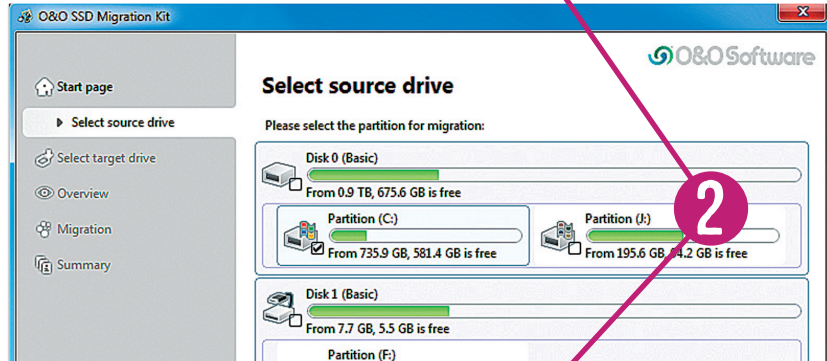 O&O SSD Migration Kit
O&O Software
Start page
Select source drive
Select target drive
Overview
Migration
Summary
Select source drive
Please select the partition for migration:
Disk 0 (Basic)
From 0.9 TB, 675.6 GB is free
Partition (C:)
From 735.9 GB, 581.4 GB is free
Partition (J:)
From 195.6 GB, 4.2 GB is free
2
Disk 1 (Basic)
From 7.7 GB, 5.5 GB is free
Partition (F:)